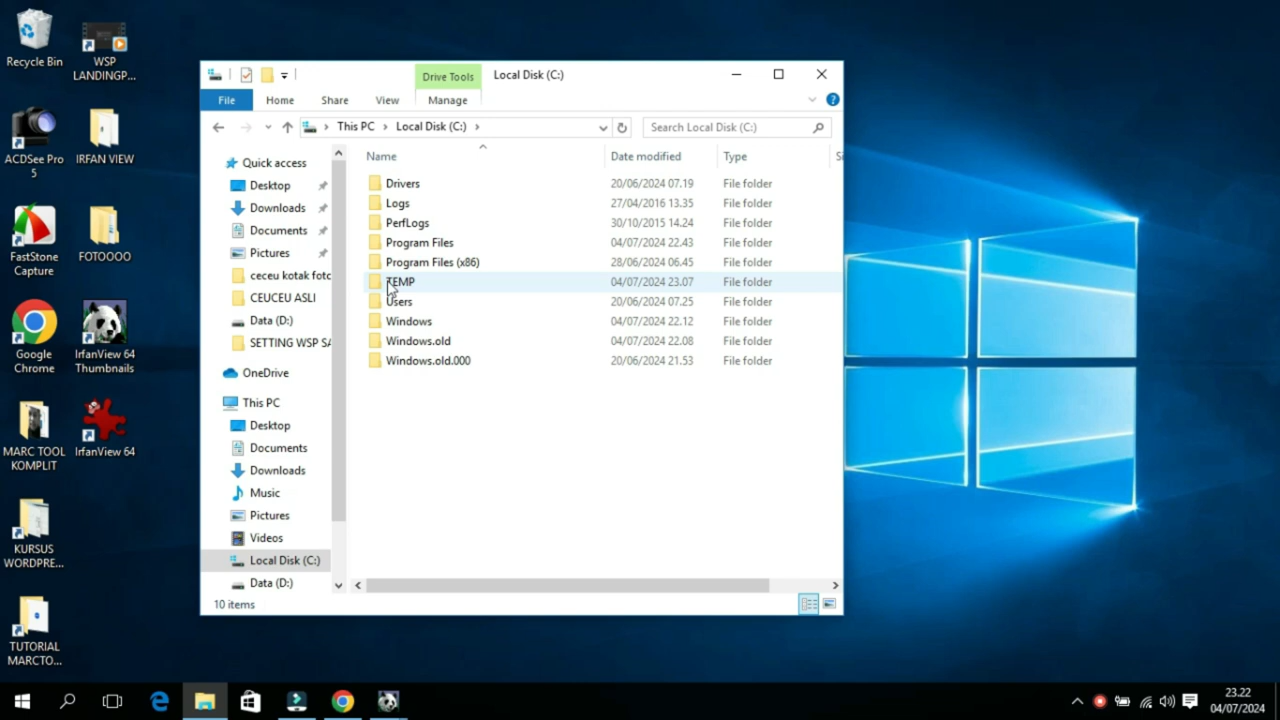 Recycle Bin
WSP
LANDINGP...
ACDSee Pro
5
IRFAN VIEW
FastStone
Capture
FOTOOOO
Google
Chrome
IrfanView 64
Thumbnails
MARC TOOL
KOMPLIT
IrfanView 64
KURSUS
WORDPRE...
TUTORIAL
MARCTO...
Drive Tools
Local Disk (C:)
File
Home
Share
View
Manage
This PC
Local Disk (C:)
Search Local Disk (C:)
Quick access
Desktop
Downloads
Documents
Pictures
ceceu kotak foto
CEUCEU ASLI
Data (D:)
SETTING WSP SA
OneDrive
This PC
Desktop
Documents
Downloads
Music
Pictures
Videos
Local Disk (C:)
Data (D:)
Name Date modified Type Si
Drivers 20/06/2024 07.19 File folder
Logs 27/04/2016 13.35 File folder
PerfLogs 30/10/2015 14.24 File folder
Program Files 04/07/2024 22.43 File folder
Program Files (x86) 28/06/2024 06.45 File folder
TEMP 04/07/2024 23.07 File folder
Users 20/06/2024 07.25 File folder
Windows 04/07/2024 22.12 File folder
Windows.old 04/07/2024 22.08 File folder
Windows.old.000 20/06/2024 21.53 File folder
10 items
23.22
04/07/2024